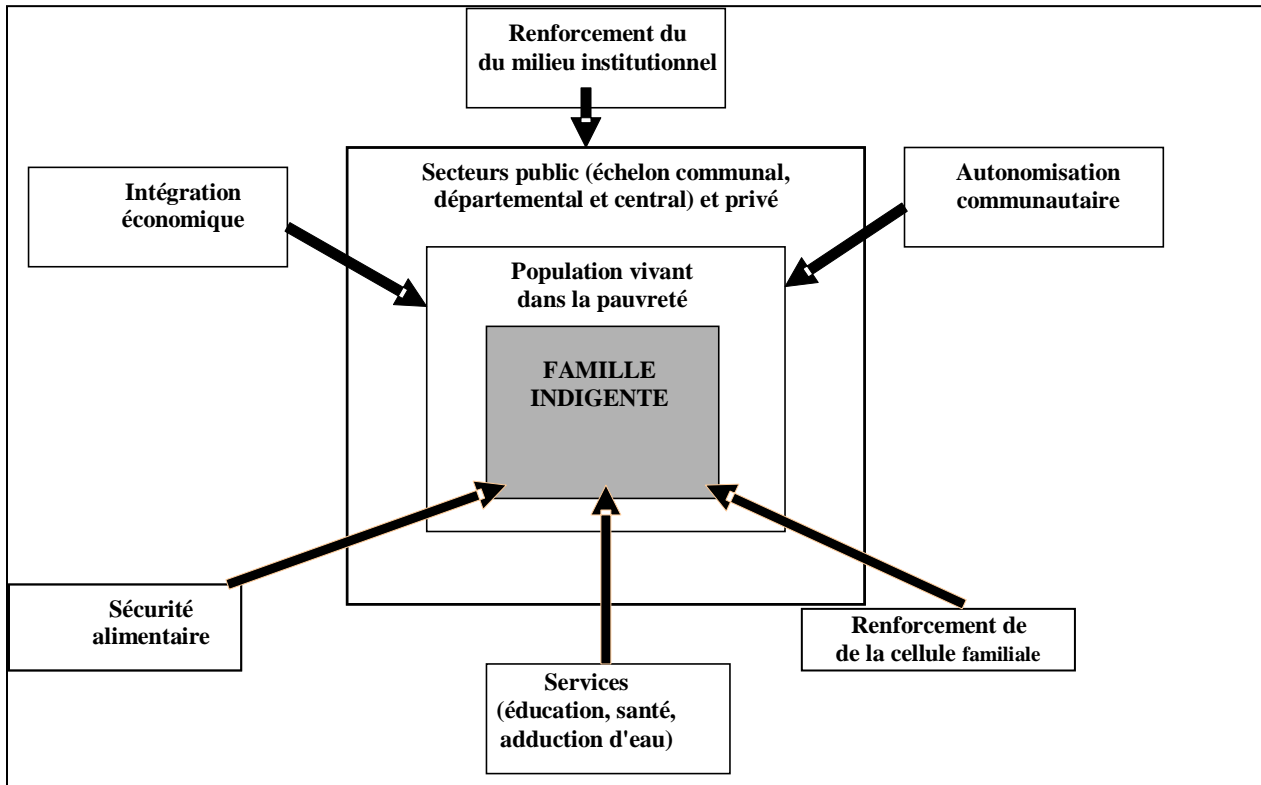 Renforcement du
du milieu institutionnel
Intégration
économique
Secteurs public (échelon communal,
départemental et central) et privé
Autonomisation
communautaire
Population vivant
dans la pauvreté
FAMILLE
INDIGENTE
Sécurité
alimentaire
Services
(éducation, santé,
adduction d'eau)
Renforcement de
de la cellule familiale